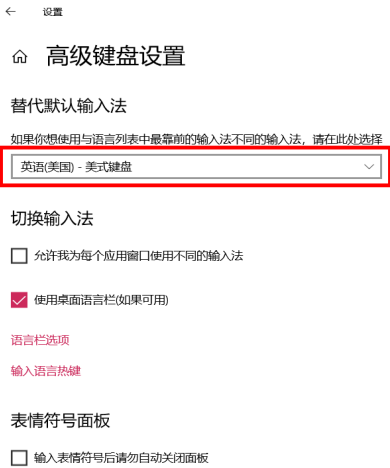 设置
高级键盘设置
替代默认输入法
如果你想使用与语言列表中最靠前的输入法不同的输入法，请在此处选择
英语(美国) - 美式键盘
切换输入法
允许我为每个应用窗口使用不同的输入法
使用桌面语言栏(如果可用)
语言栏选项
输入语言热键
表情符号面板
输入表情符号后请勿自动关闭面板